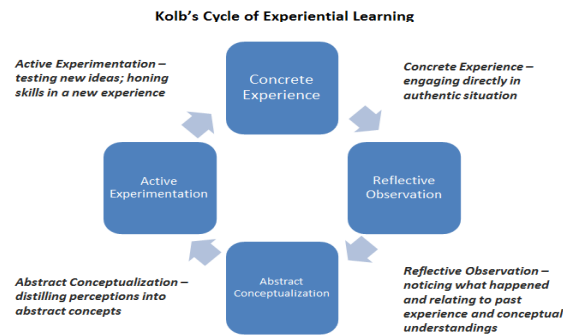 Kolb's Cycle of Experiential Learning
Active Experimentation –
testing new ideas; honing
skills in a new experience
Concrete
Experience
Concrete Experience –
engaging directly in
authentic situation
Active
Experimentation
Reflective
Observation
Abstract Conceptualization –
distilling perceptions into
abstract concepts
Abstract
Conceptualization
Reflective Observation –
noticing what happened
and relating to past
experience and conceptual
understandings